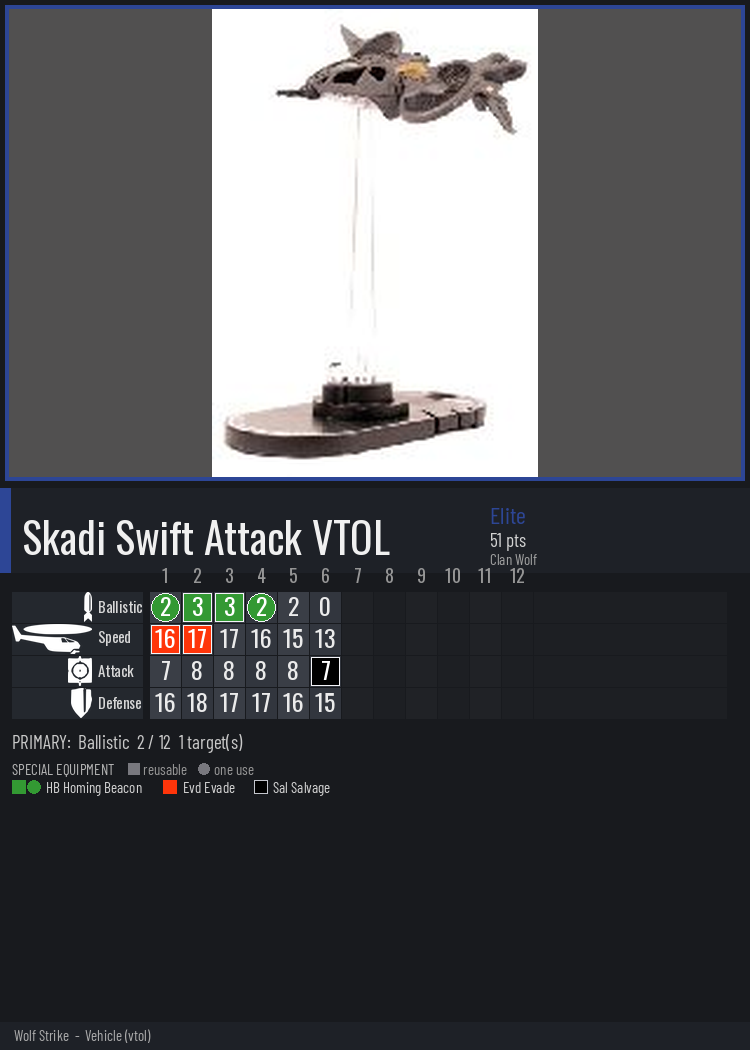 Skadi Swift Attack VTOL
Elite
51 pts
Clan Wolf
1 2 3 4 5 6 7 8 9 10 11 12
Ballistic 2 3 3 2 2 0
Speed 16 17 17 16 15 13
Attack 7 8 8 8 8 7
Defense 16 18 17 17 16 15
PRIMARY: Ballistic 2 / 12 1 target(s)
SPECIAL EQUIPMENT reusable one use
HB Homing Beacon Evd Evade Sal Salvage
Wolf Strike - Vehicle (vtol)